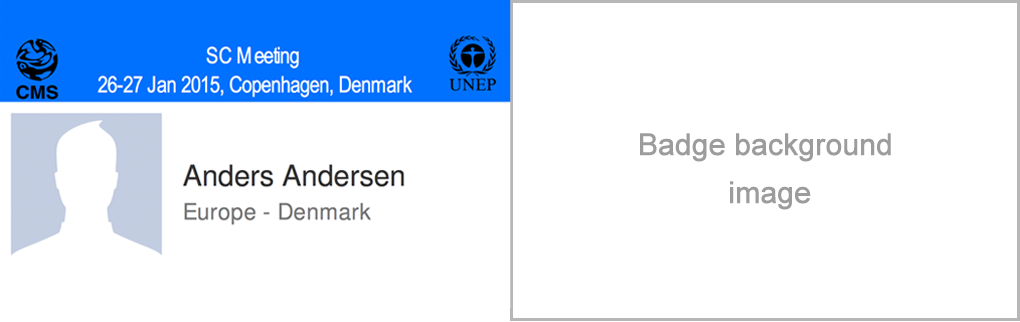 SC Meeting
26-27 Jan 2015, Copenhagen, Denmark
CMS
UNEP
Anders Andersen
Europe - Denmark
Badge background
image